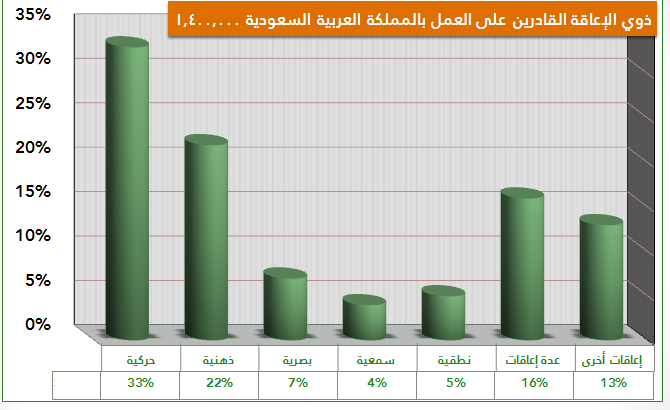 ذوي الإعاقة القادرين على العمل بالمملكة العربية السعودية ١,٤٠٠,٠٠٠
35%
30%
25%
20%
15%
10%
5%
0%
حركية ذهنية بصرية سمعية نطقية عدة إعاقات إعاقات أخرى
33% 22% 7% 4% 5% 16% 13%